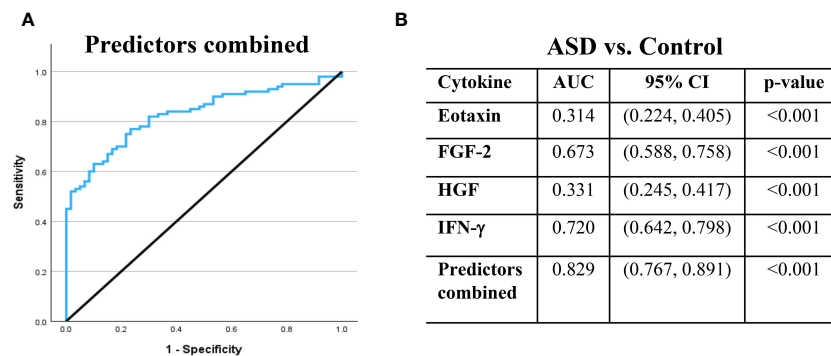 A
Predictors combined
1.0
0.8
0.6
0.4
0.2
0.0
Sensitivity
0.0 0.2 0.4 0.6 0.8 1.0
1 - Specificity
B
ASD vs. Control
Cytokine AUC 95% CI p-value
Eotaxin 0.314 (0.224, 0.405) <0.001
FGF-2 0.673 (0.588, 0.758) <0.001
HGF 0.331 (0.245, 0.417) <0.001
IFN-γ 0.720 (0.642, 0.798) <0.001
Predictors 0.829 (0.767, 0.891) <0.001
combined